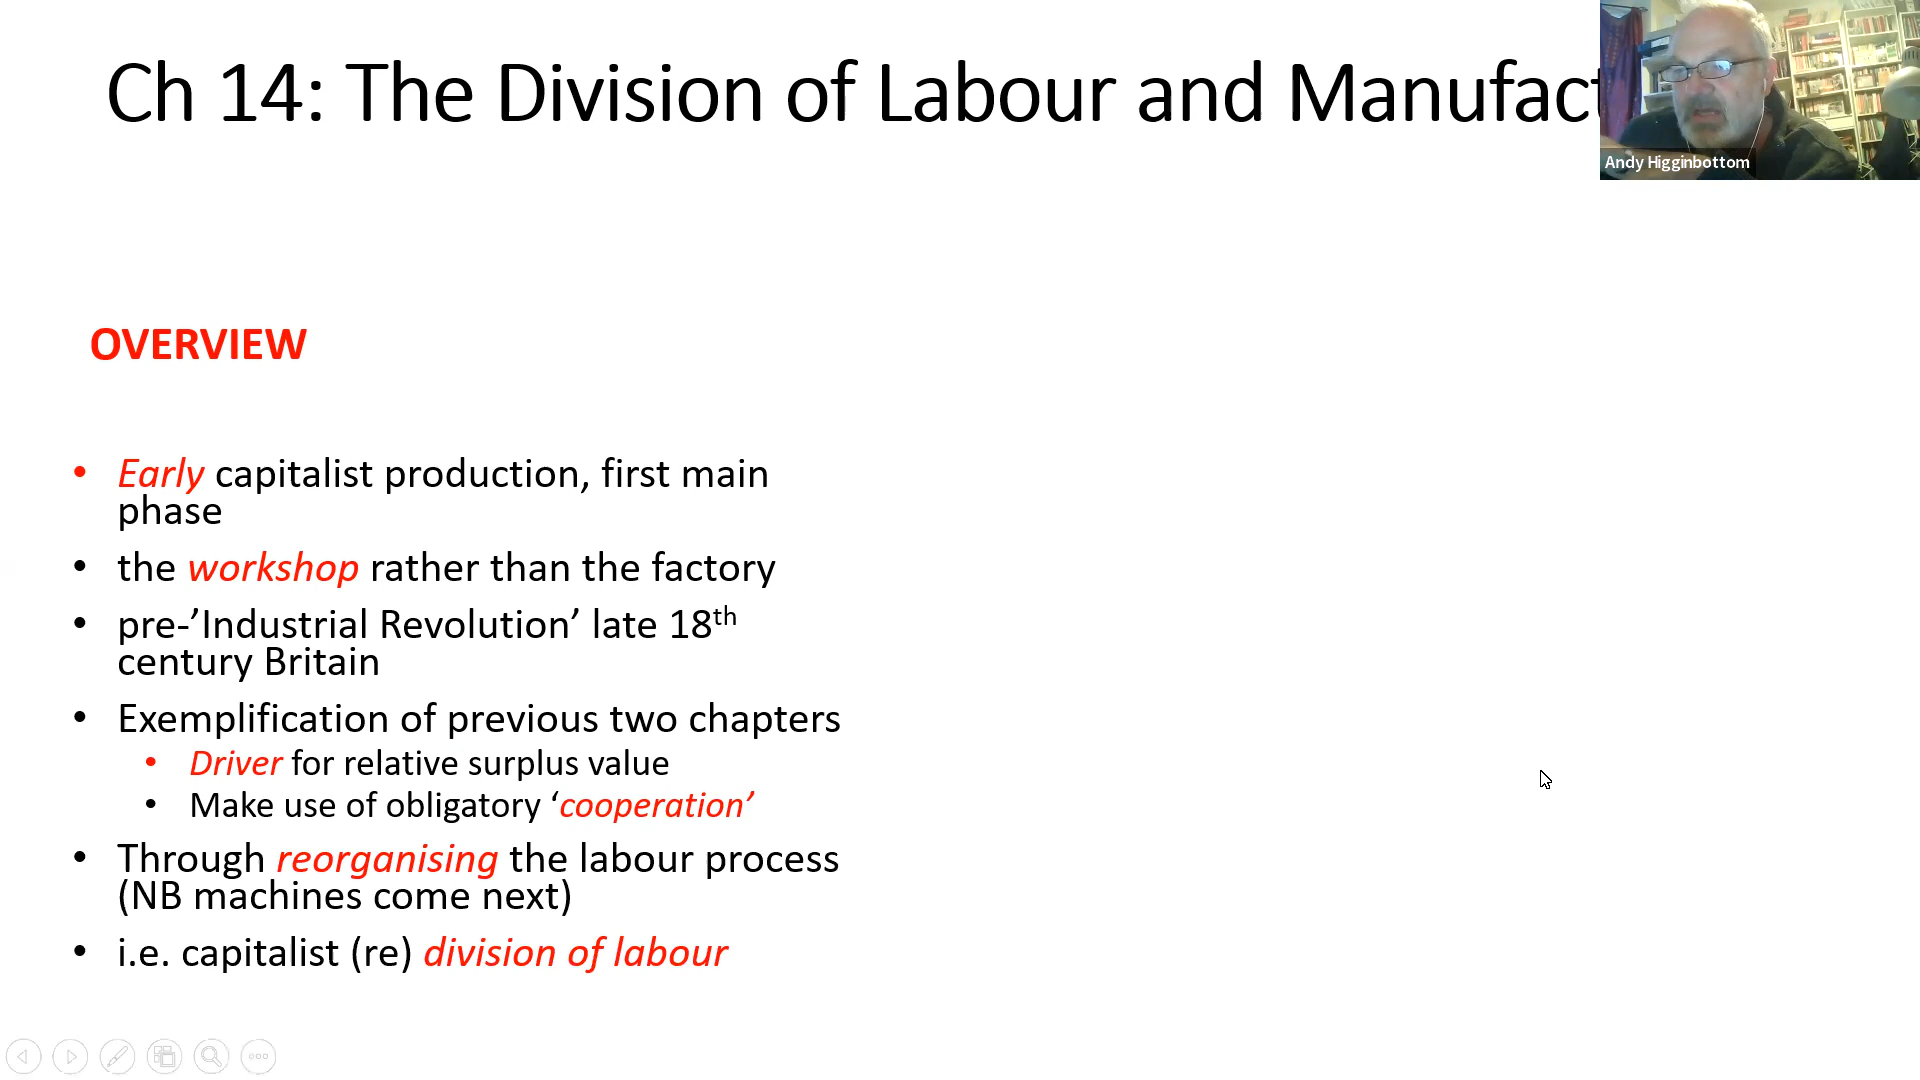 Ch 14: The Division of Labour and Manufact
Andy Higginbottom
OVERVIEW
• Early capitalist production, first main
phase
• the workshop rather than the factory
• pre-’Industrial Revolution’ late 18th
century Britain
• Exemplification of previous two chapters
• Driver for relative surplus value
• Make use of obligatory ‘cooperation’
• Through reorganising the labour process
(NB machines come next)
• i.e. capitalist (re) division of labour